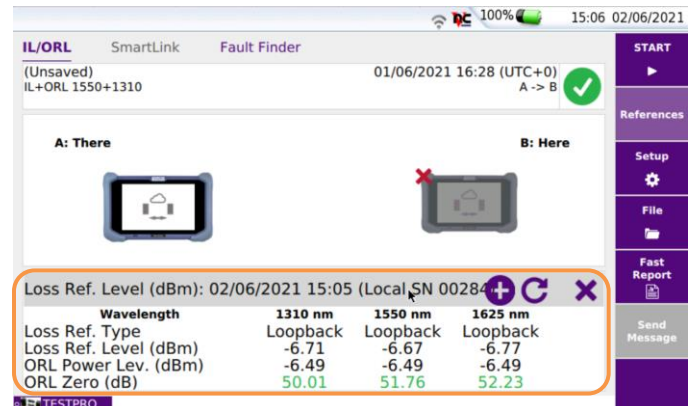 100% 15:06 02/06/2021
IL/ORL SmartLink Fault Finder START
(Unsaved) 01/06/2021 16:28 (UTC+0)
IL+ORL 1550+1310 A -> B
References
A: There B: Here
Setup
File
Fast
Report
Loss Ref. Level (dBm): 02/06/2021 15:05 (Local SN 0028
Wavelength 1310 nm 1550 nm 1625 nm
Loss Ref. Type Loopback Loopback Loopback
Loss Ref. Level (dBm) -6.71 -6.67 -6.77
ORL Power Lev. (dBm) -6.49 -6.49 -6.49
ORL Zero (dB) 50.01 51.76 52.23
Send
Message
TESTPRO